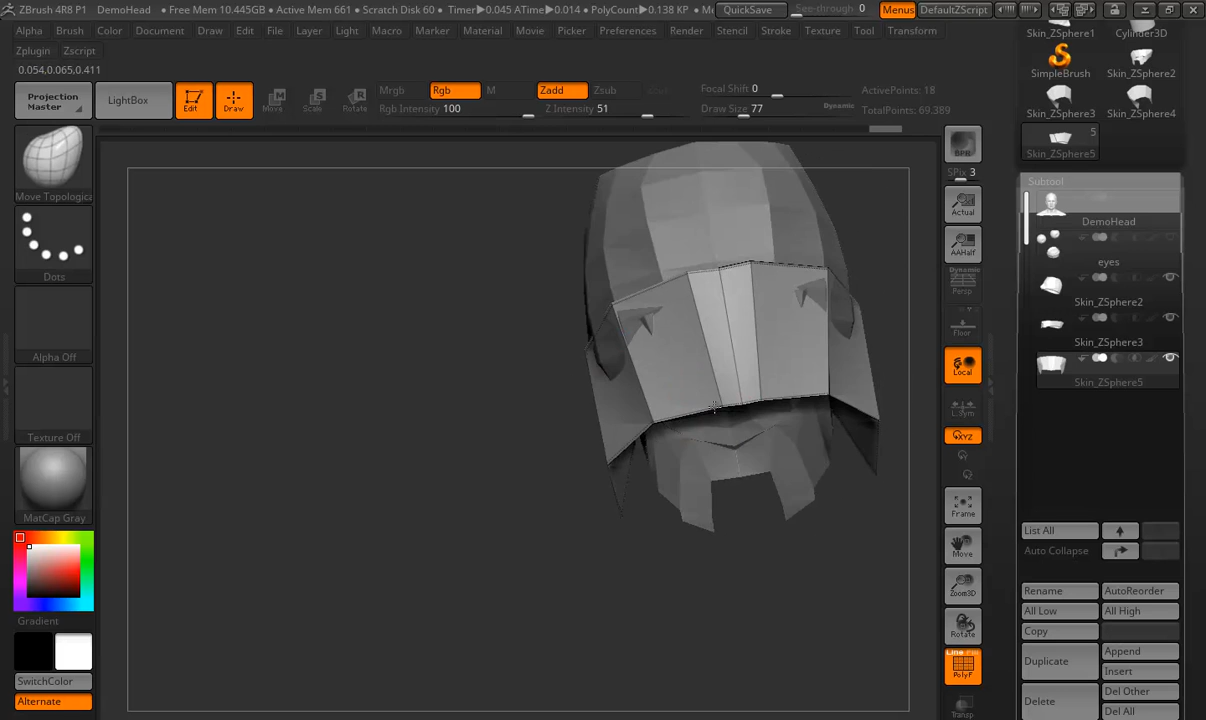 ZBrush 4R8 P1 DemoHead • Free Mem 10.445GB • Active Mem 661 • Scratch Disk 60 • Timer▶0.045 ATime▶0.014 • PolyCount▶0.138 KP • M QuickSave See-through 0 Menus DefaultZScript
Alpha Brush Color Document Draw Edit File Layer Light Macro Marker Material Movie Picker Preferences Render Stencil Stroke Texture Tool Transform
Zplugin Zscript
0.054,0.065,0.411
Projection Master
LightBox
Edit
Draw
Move
Scale
Rotate
Mrgb Rgb M
Rgb Intensity 100
Zadd Zsub
Z Intensity 51
Focal Shift 0
Draw Size 77
Dynamic
ActivePoints: 18
TotalPoints: 69.389
Move Topologica
Dots
Alpha Off
Texture Off
MatCap Gray
Gradient
SwitchColor
Alternate
BPR
SPix 3
Actual
AAHalf
Dynamic
Persp
Floor
Local
L.Sym
XYZ
Frame
Move
Zoom3D
Rotate
Line Fill
PolyF
Transp
Skin_ZSphere1 Cylinder3D
SimpleBrush Skin_ZSphere2
Skin_ZSphere3 Skin_ZSphere4
5
Skin_ZSphere5
Subtool
DemoHead
eyes
Skin_ZSphere2
Skin_ZSphere3
Skin_ZSphere5
List All
Auto Collapse
Rename AutoReorder
All Low All High
Copy
Duplicate
Append
Insert
Delete
Del Other
Del All